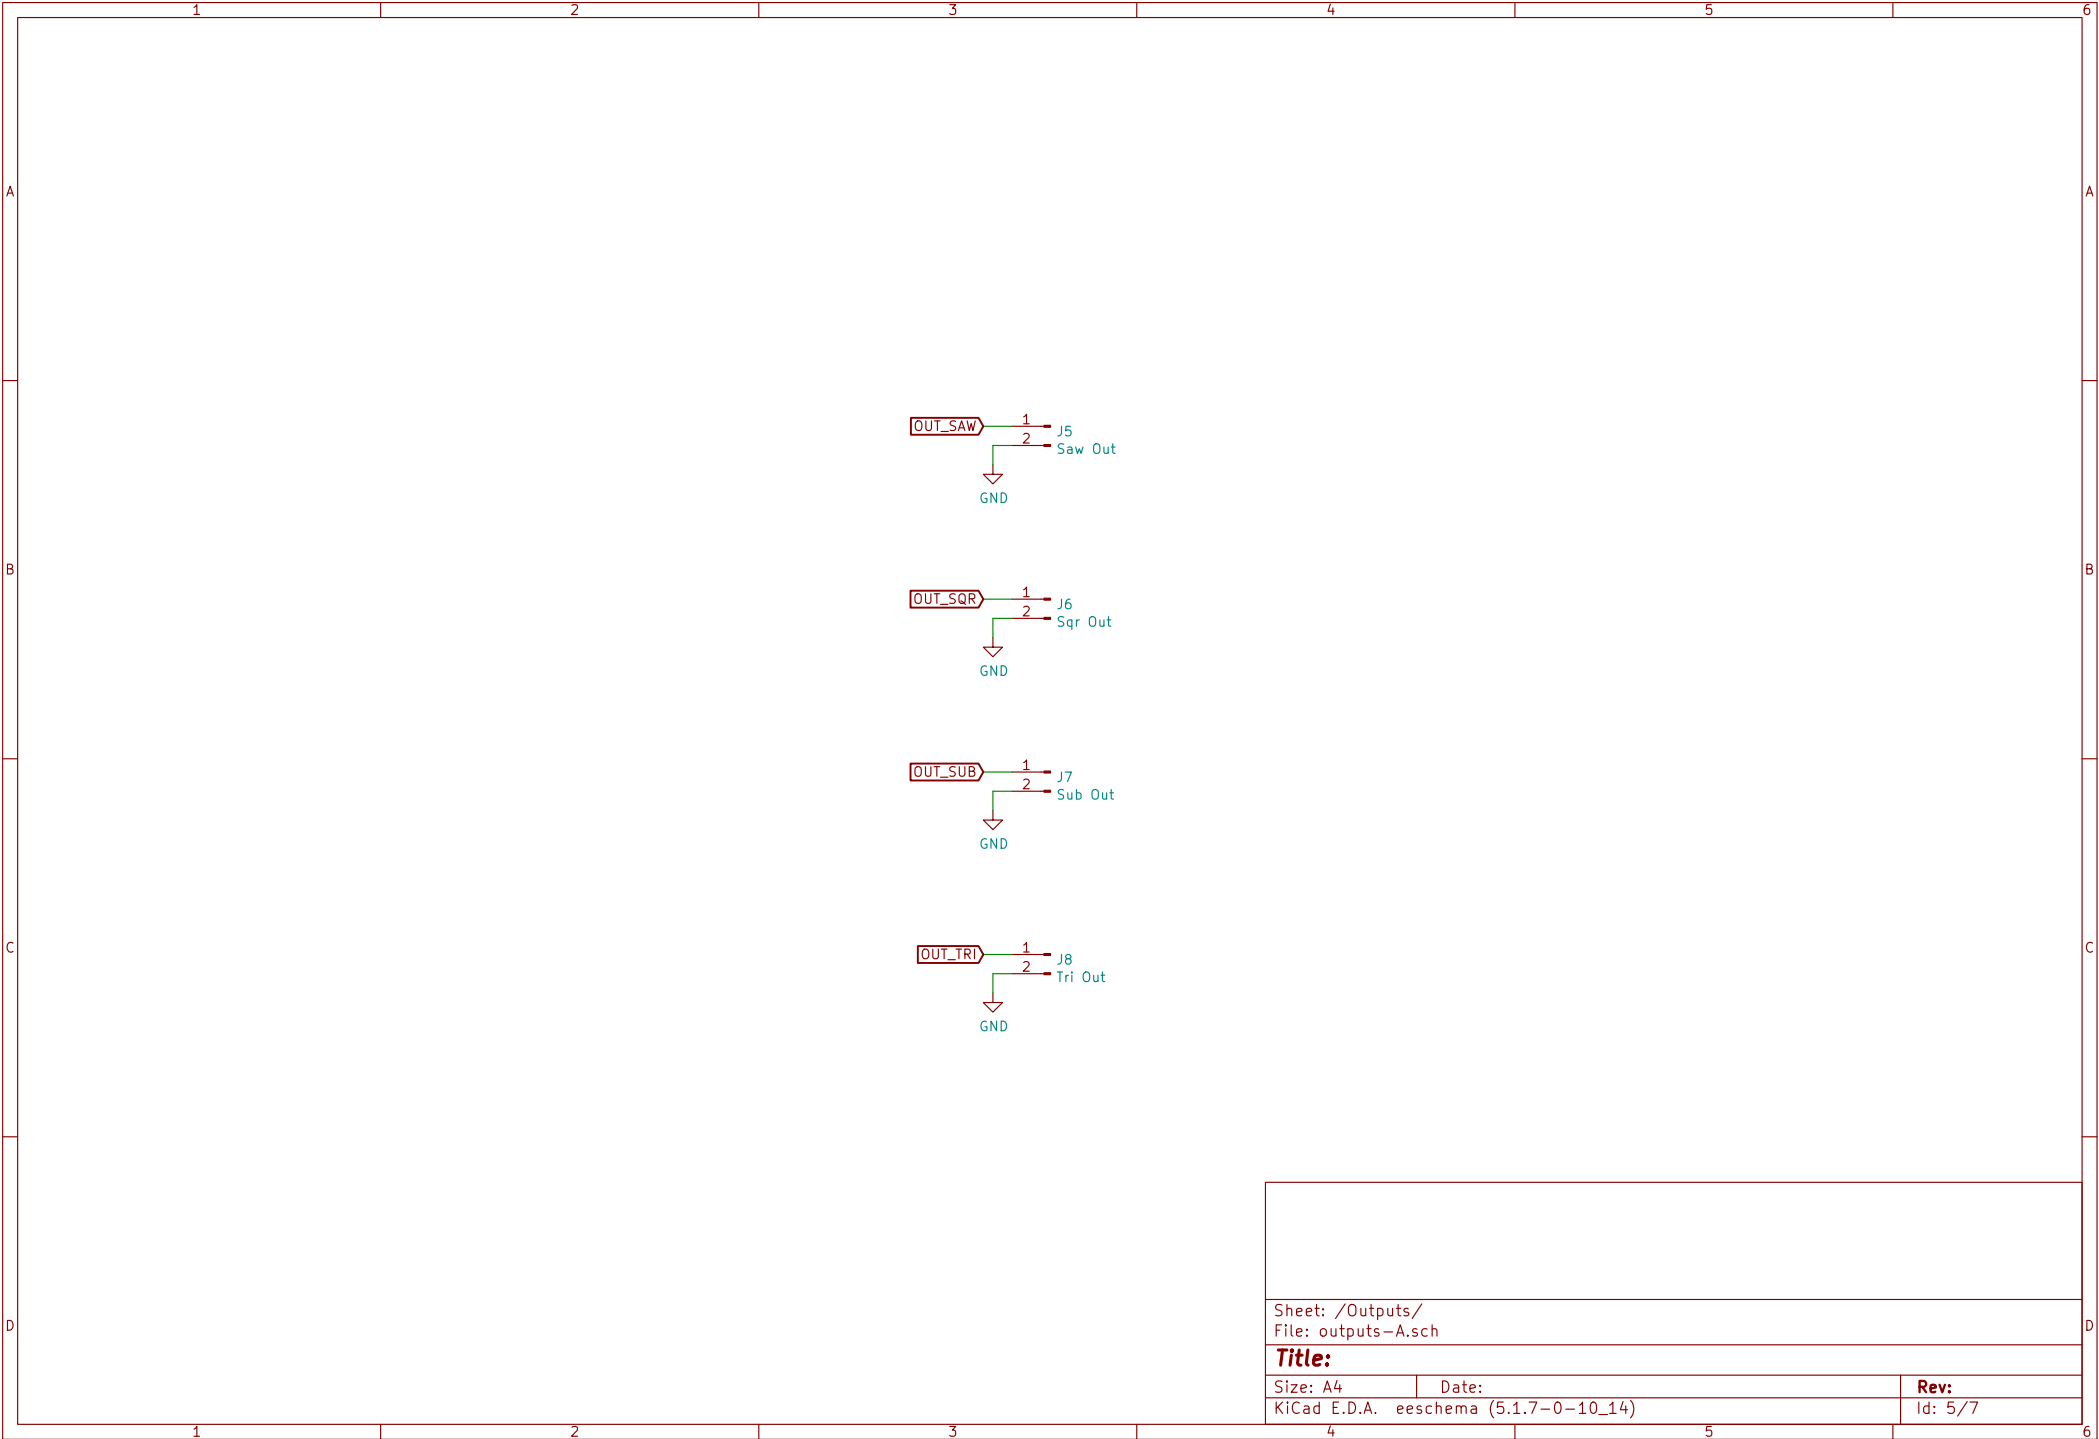 1 2 3 4 5 6
A A
OUT_SAW 1 J5
2 Saw Out
GND
B B
OUT_SQR 1 J6
2 Sqr Out
GND
OUT_SUB 1 J7
2 Sub Out
GND
C C
OUT_TRI 1 J8
2 Tri Out
GND
Sheet: /Outputs/
D D
File: outputs-A.sch
Title:
Size: A4 Date: Rev:
KiCad E.D.A. eeschema (5.1.7-0-10_14) Id: 5/7
1 2 3 4 5 6